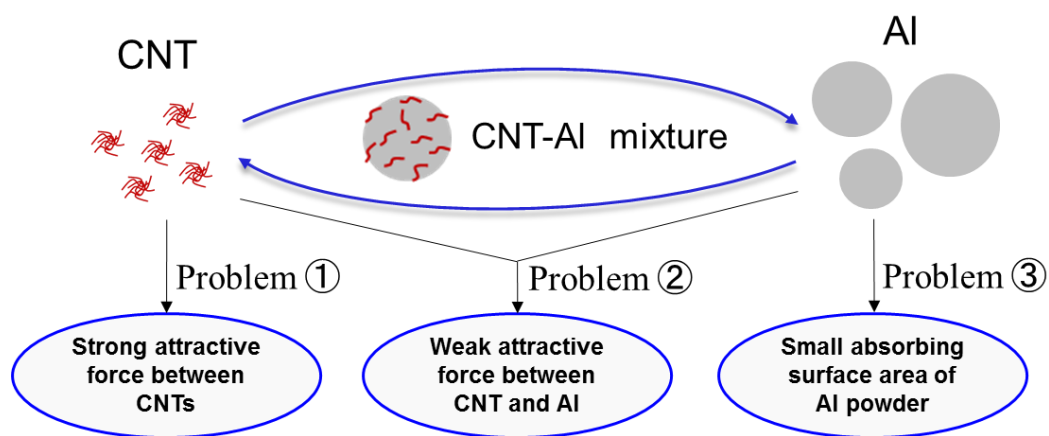 CNT
Al
CNT-Al mixture
Problem ①
Problem ②
Problem ③
Strong attractive
force between
CNTs
Weak attractive
force between
CNT and Al
Small absorbing
surface area of
Al powder